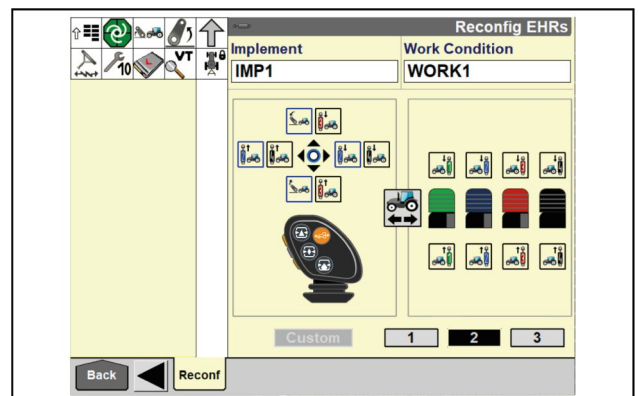 Reconfig EHRs
VT
10
L
Implement
Work Condition
IMP1
WORK1
Custom
1
2
3
Back
Reconf